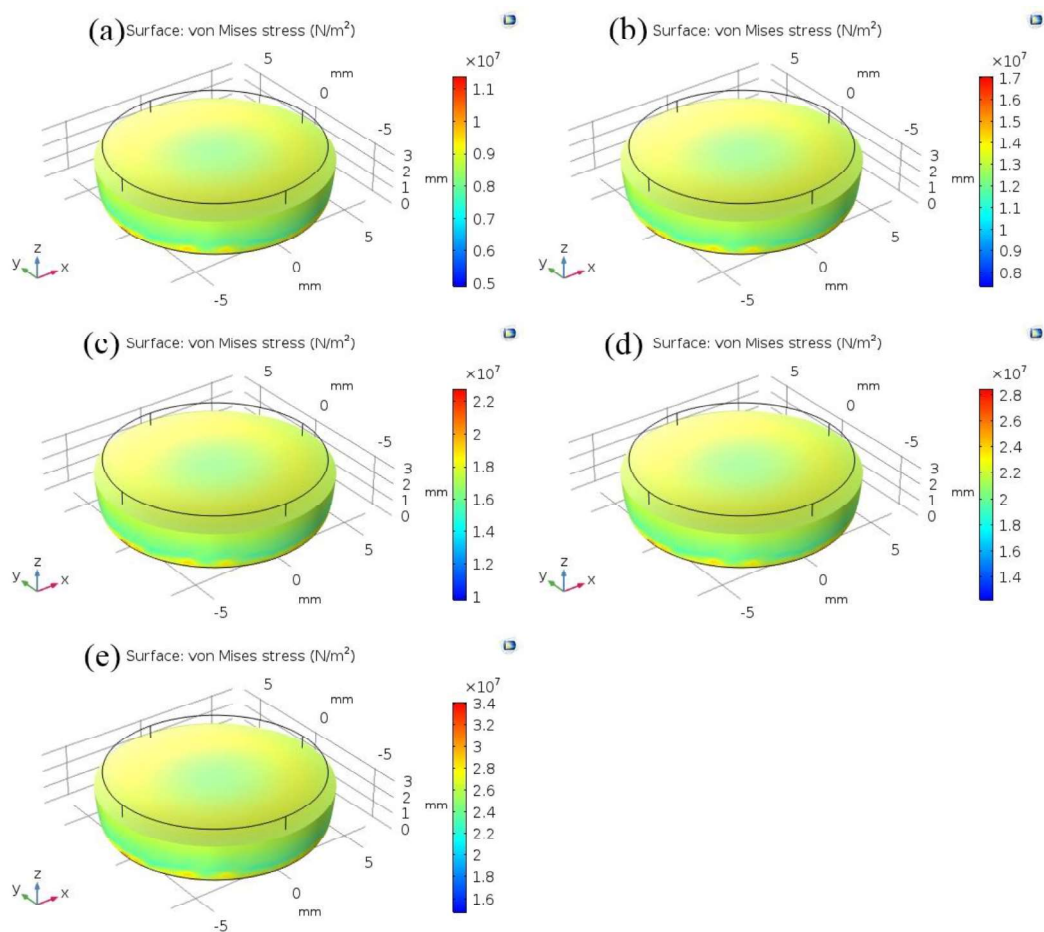 (a) Surface: von Mises stress (N/m²)
×10⁷
5
mm
0
-5
3
2
1
0
mm
5
0
mm
-5
z
y
x
1.1
1
0.9
0.8
0.7
0.6
0.5
(b) Surface: von Mises stress (N/m²)
×10⁷
5
mm
0
-5
3
2
1
0
mm
5
0
mm
-5
z
y
x
1.7
1.6
1.5
1.4
1.3
1.2
1.1
1
0.9
0.8
(c) Surface: von Mises stress (N/m²)
×10⁷
5
mm
0
-5
3
2
1
0
mm
5
0
mm
-5
z
y
x
2.2
2
1.8
1.6
1.4
1.2
1
(d) Surface: von Mises stress (N/m²)
×10⁷
5
mm
0
-5
3
2
1
0
mm
5
0
mm
-5
z
y
x
2.8
2.6
2.4
2.2
2
1.8
1.6
1.4
(e) Surface: von Mises stress (N/m²)
×10⁷
5
mm
0
-5
3
2
1
0
mm
5
0
mm
-5
z
y
x
3.4
3.2
3
2.8
2.6
2.4
2.2
2
1.8
1.6